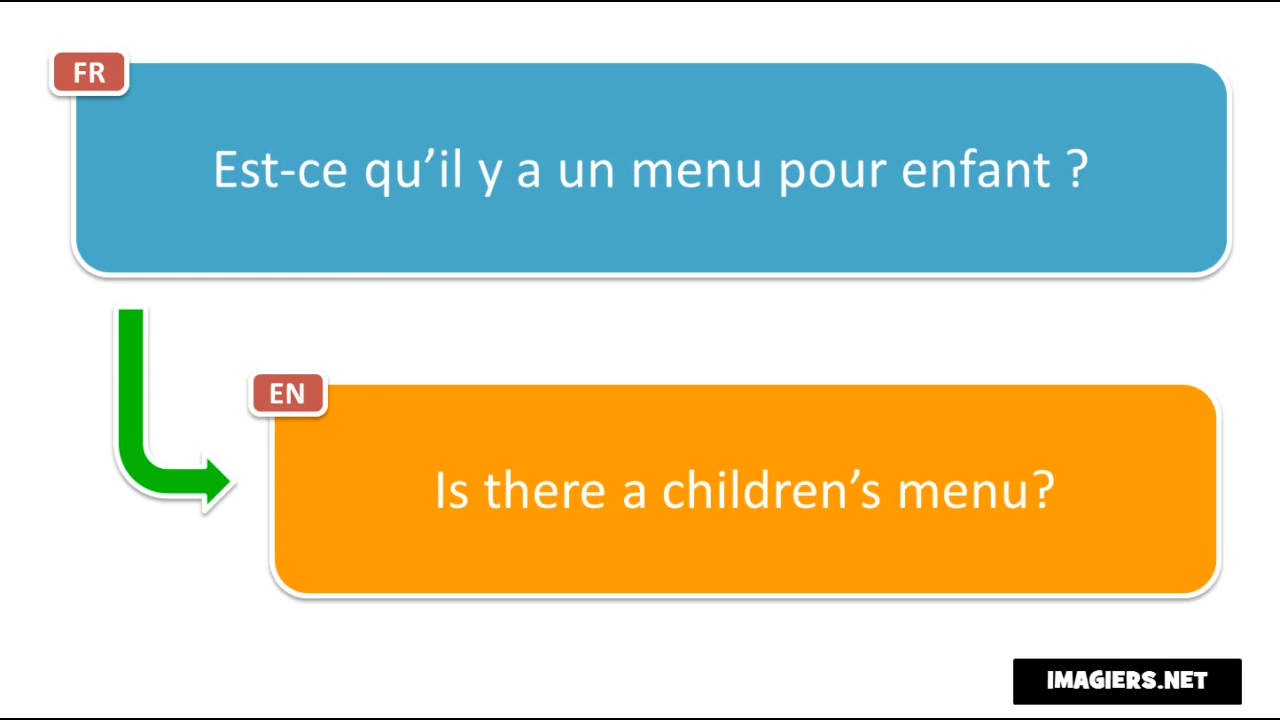 FR
Est-ce qu’il y a un menu pour enfant ?
EN
Is there a children’s menu?
IMAGIERS.NET